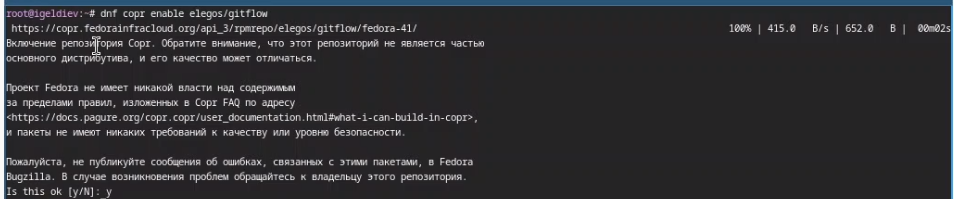 root@igeldiev:~# dnf copr enable elegos/gitflow
https://copr.fedorainfracloud.org/api_3/rpmrepo/elegos/gitflow/fedora-41/ 100% | 415.0 B/s | 652.0 B | 00m02s
Включение репозитория Copr. Обратите внимание, что этот репозиторий не является частью
основного дистрибутива, и его качество может отличаться.
Проект Fedora не имеет никакой власти над содержимым
за пределами правил, изложенных в Copr FAQ по адресу
<https://docs.pagure.org/copr.copr/user_documentation.html#what-i-can-build-in-copr>,
и пакеты не имеют никаких требований к качеству или уровню безопасности.
Пожалуйста, не публикуйте сообщения об ошибках, связанных с этими пакетами, в Fedora
Bugzilla. В случае возникновения проблем обращайтесь к владельцу этого репозитория.
Is this ok [y/N]: y